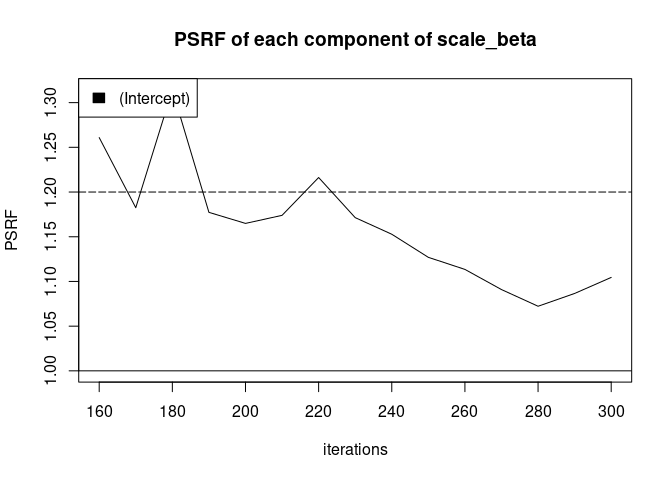 PSRF of each component of scale_beta
(Intercept)
PSRF
1.30
1.25
1.20
1.15
1.10
1.05
1.00
160 180 200 220 240 260 280 300
iterations